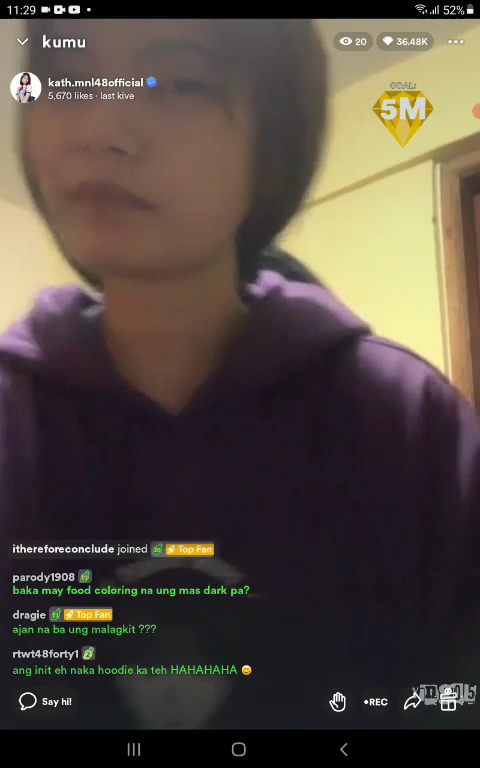 11:29
52%
kumu
20
36.48K
kath.mnl48official
5,670 likes · last kive
GOAL:
5M
ithereforeconclude joined Top Fan
parody1908
baka may food coloring na ung mas dark pa?
dragie Top Fan
ajan na ba ung malagkit ???
rtwt48forty1 2
ang init eh naka hoodie ka teh HAHAHAHA 😅
Say hi!
•REC